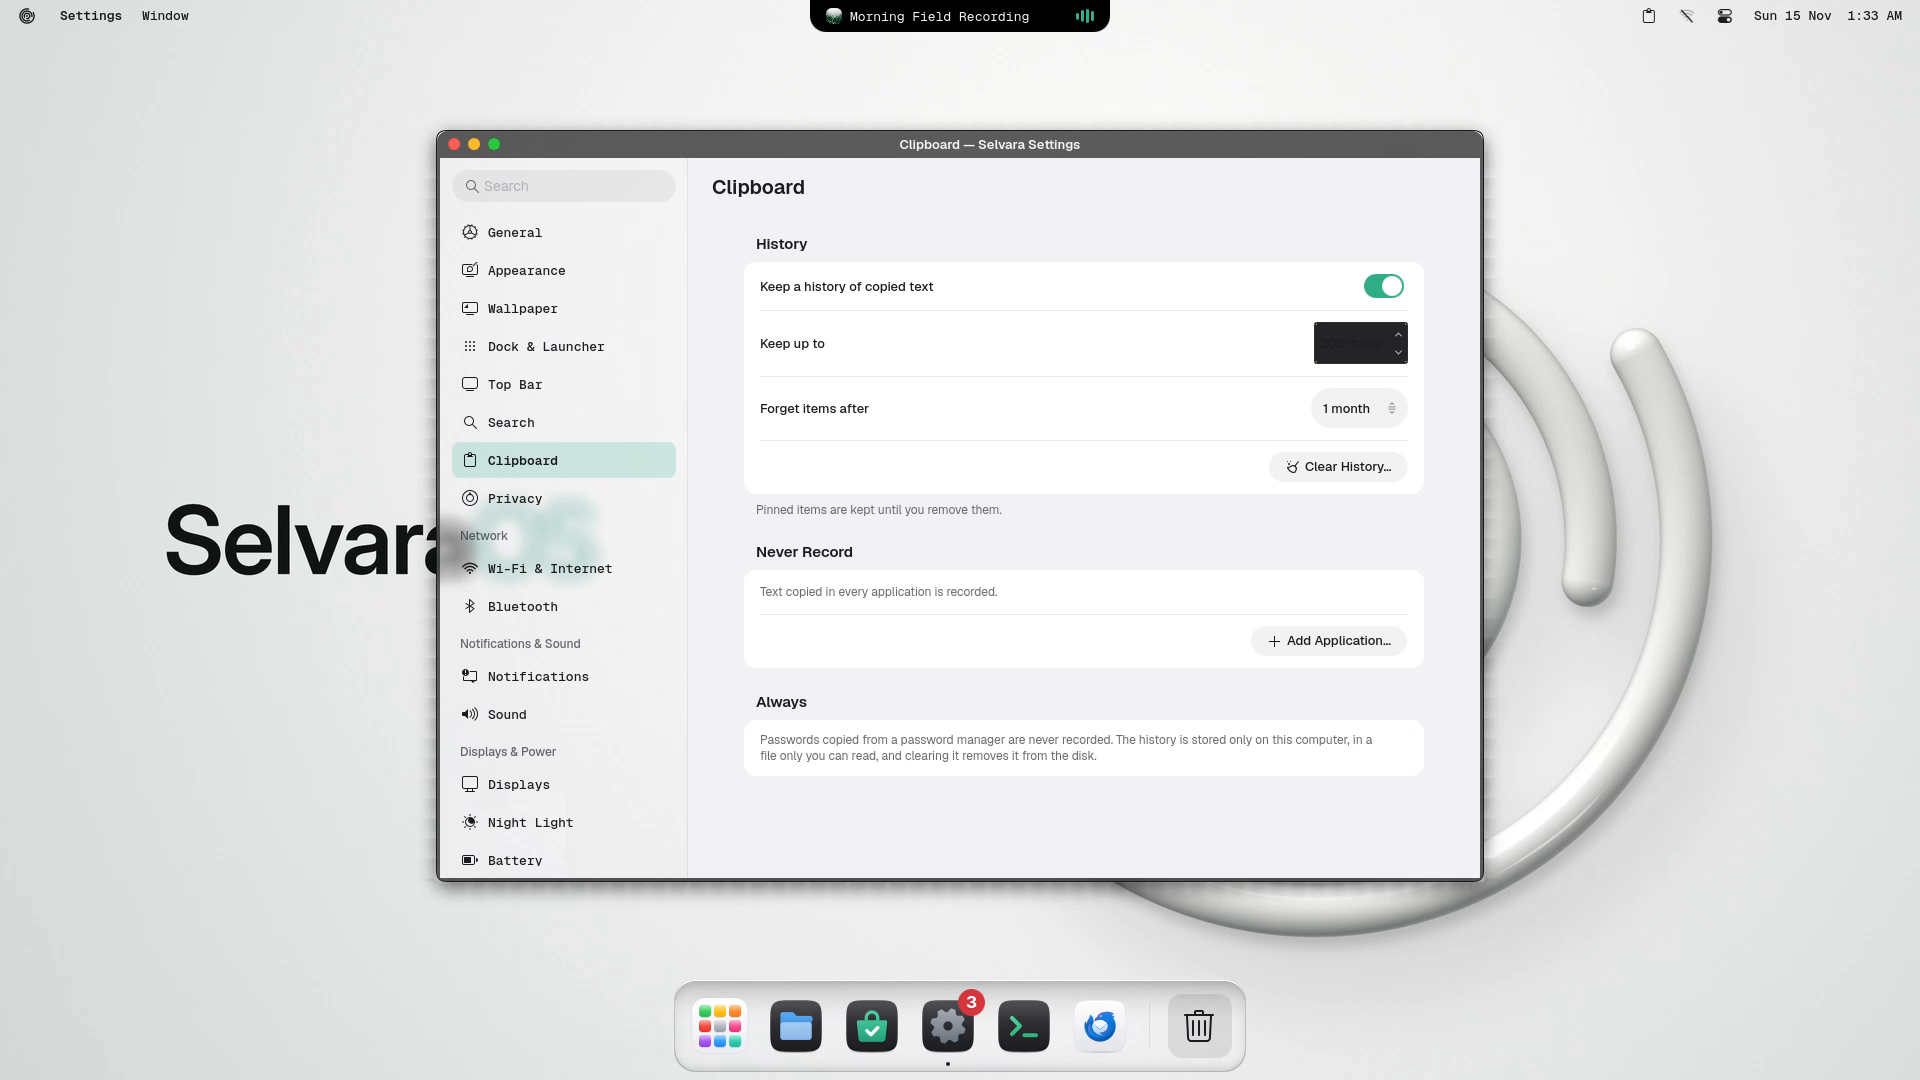 Settings Window
Morning Field Recording
Sun 15 Nov 1:33 AM
Clipboard — Selvara Settings
Search
General
Appearance
Wallpaper
Dock & Launcher
Top Bar
Search
Clipboard
Privacy
Network
Wi-Fi & Internet
Bluetooth
Notifications & Sound
Notifications
Sound
Displays & Power
Displays
Night Light
Battery
Clipboard
History
Keep a history of copied text
Keep up to
Forget items after
1 month
Clear History...
Pinned items are kept until you remove them.
Never Record
Text copied in every application is recorded.
Add Application...
Always
Passwords copied from a password manager are never recorded. The history is stored only on this computer, in a
file only you can read, and clearing it removes it from the disk.
Selvara
3